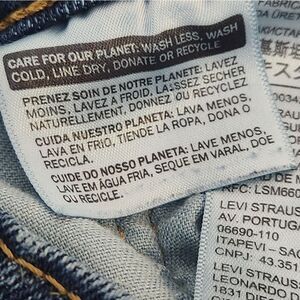 CARE FOR OUR PLANET: WASH LESS, WASH
COLD, LINE DRY, DONATE OR RECYCLE
PRENEZ SOIN DE NOTRE PLANETE: LAVEZ
MOINS, LAVEZ A FROID, LAISSEZ SECHER
NATURELLEMENT, DONNEZ OU RECYCLEZ
CUIDA NUESTRO PLANETA: LAVA MENOS,
LAVA EN FRIO, TIENDE LA ROPA, DONA O
RECICLA.
CUIDE DO NOSSO PLANETA: LAVE MENOS,
LAVE EM ÁGUA FRIA, SEQUE EM VARAL, DOE
OU RECICLE.
LEVI STRAUSS
AV. PORTUGA
06690-110
ITAPEVI - SÃO
CNPJ: 43.351
LEVI STRAUSS
LEONARDO D
1831 DI